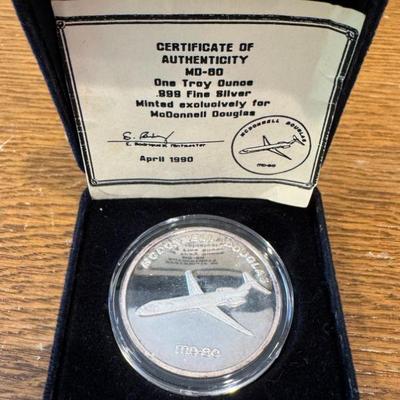 CERTIFICATE OF
AUTHENTICITY
MD-80
One Troy Ounce
.999 Fine Silver
Minted exclusively for
McDonnell Douglas
April 1990
MCDONNELL DOUGLAS
MD-80
MCDONNELL DOUGLAS
MD-80